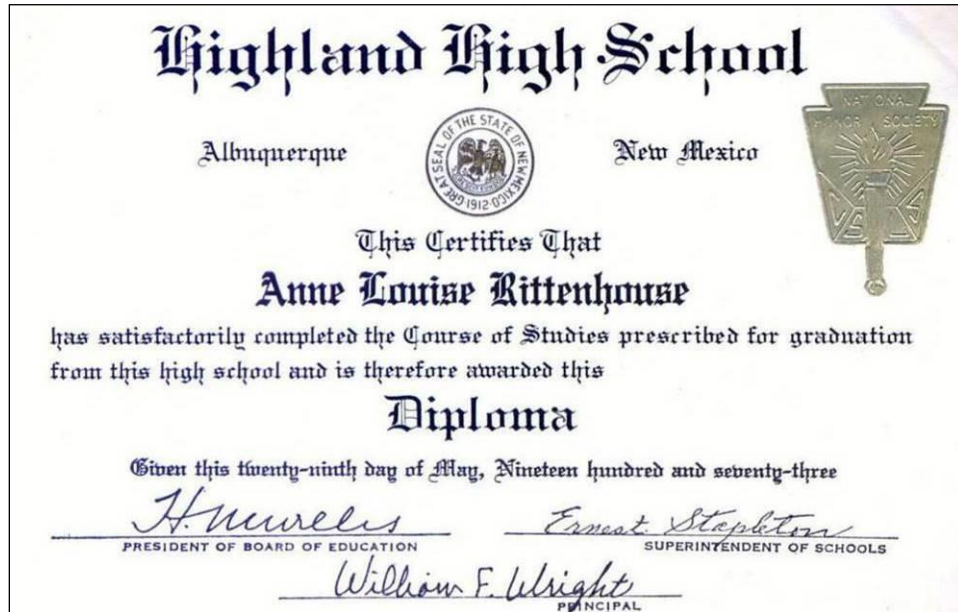 Highland High School
Albuquerque
GREAT SEAL OF THE STATE OF NEW MEXICO
1912
New Mexico
NATIONAL
HONOR SOCIETY
This Certifies That
Anne Louise Rittenhouse
has satisfactorily completed the Course of Studies prescribed for graduation
from this high school and is therefore awarded this
Diploma
Given this twenty-ninth day of May, Nineteen hundred and seventy-three
Ernest Stapleton
PRESIDENT OF BOARD OF EDUCATION
SUPERINTENDENT OF SCHOOLS
William F. Wright
PRINCIPAL